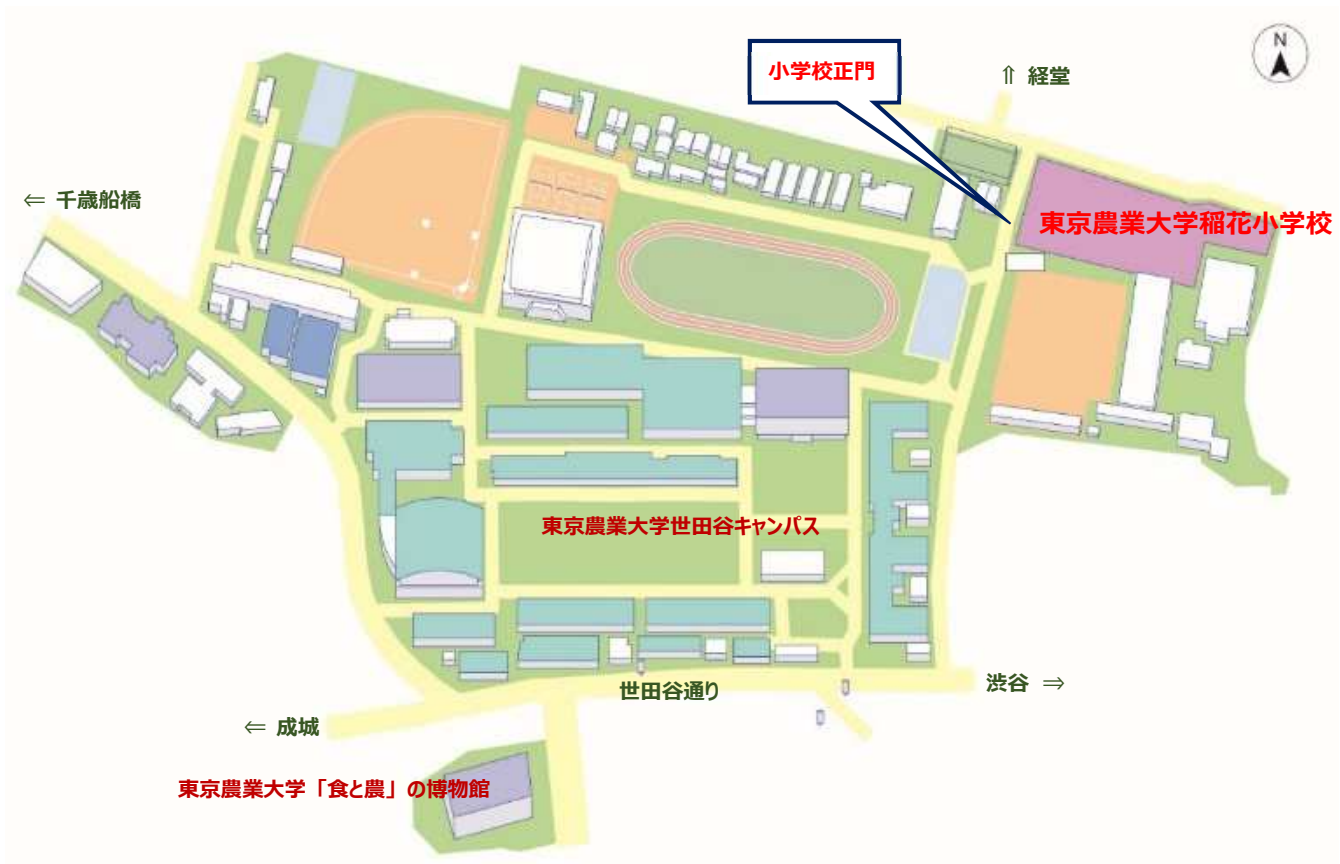 N
小学校正門
⇑ 経堂
⇐ 千歳船橋
東京農業大学稲花小学校
東京農業大学世田谷キャンパス
世田谷通り
渋谷 ⇒
⇐ 成城
東京農業大学「食と農」の博物館